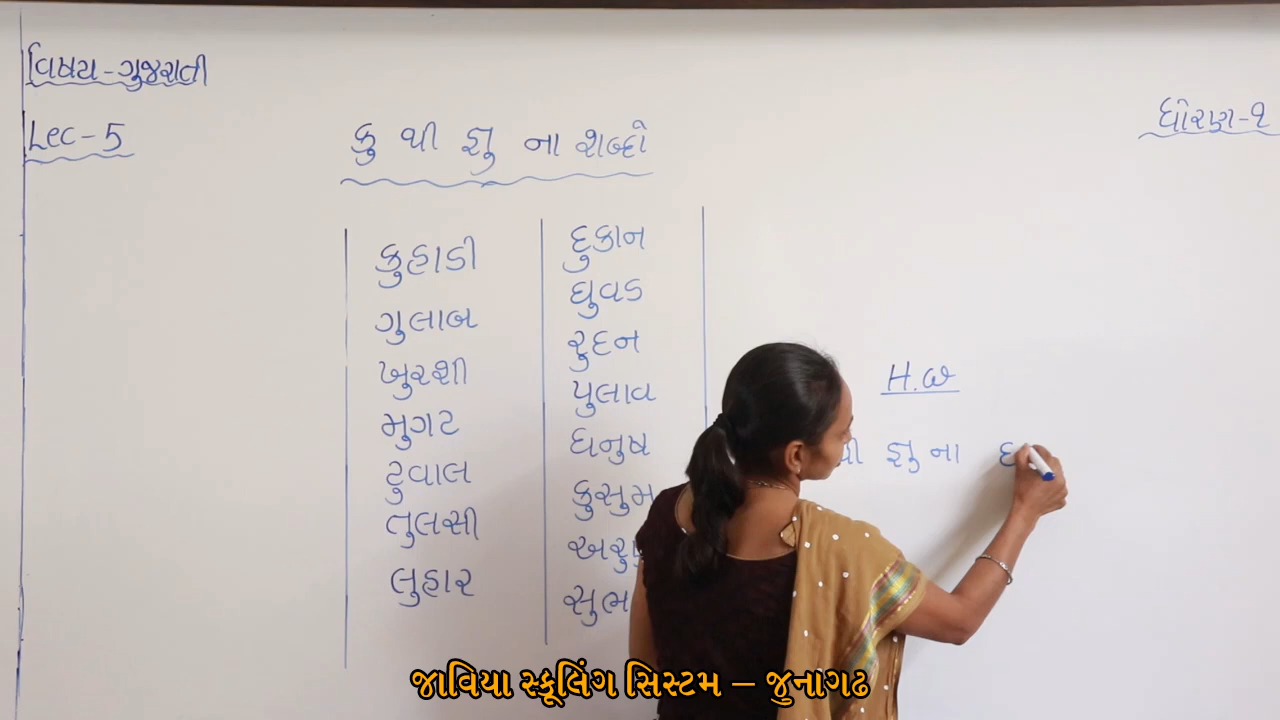 વિષય - ગુજરાતી
Lec - 5
ધોરણ - ૧
કુ થી જ્ઞુ ના શબ્દો
કુહાડી
ગુલાબ
ખુરશી
મુગટ
ટુવાલ
તુલસી
લુહાર
દુકાન
ઘુવડ
રુદન
પુલાવ
ધનુષ
કુસુમ
H.W
થી જ્ઞુ ના
જાવિયા સ્કૂલિંગ સિસ્ટમ – જુનાગઢ